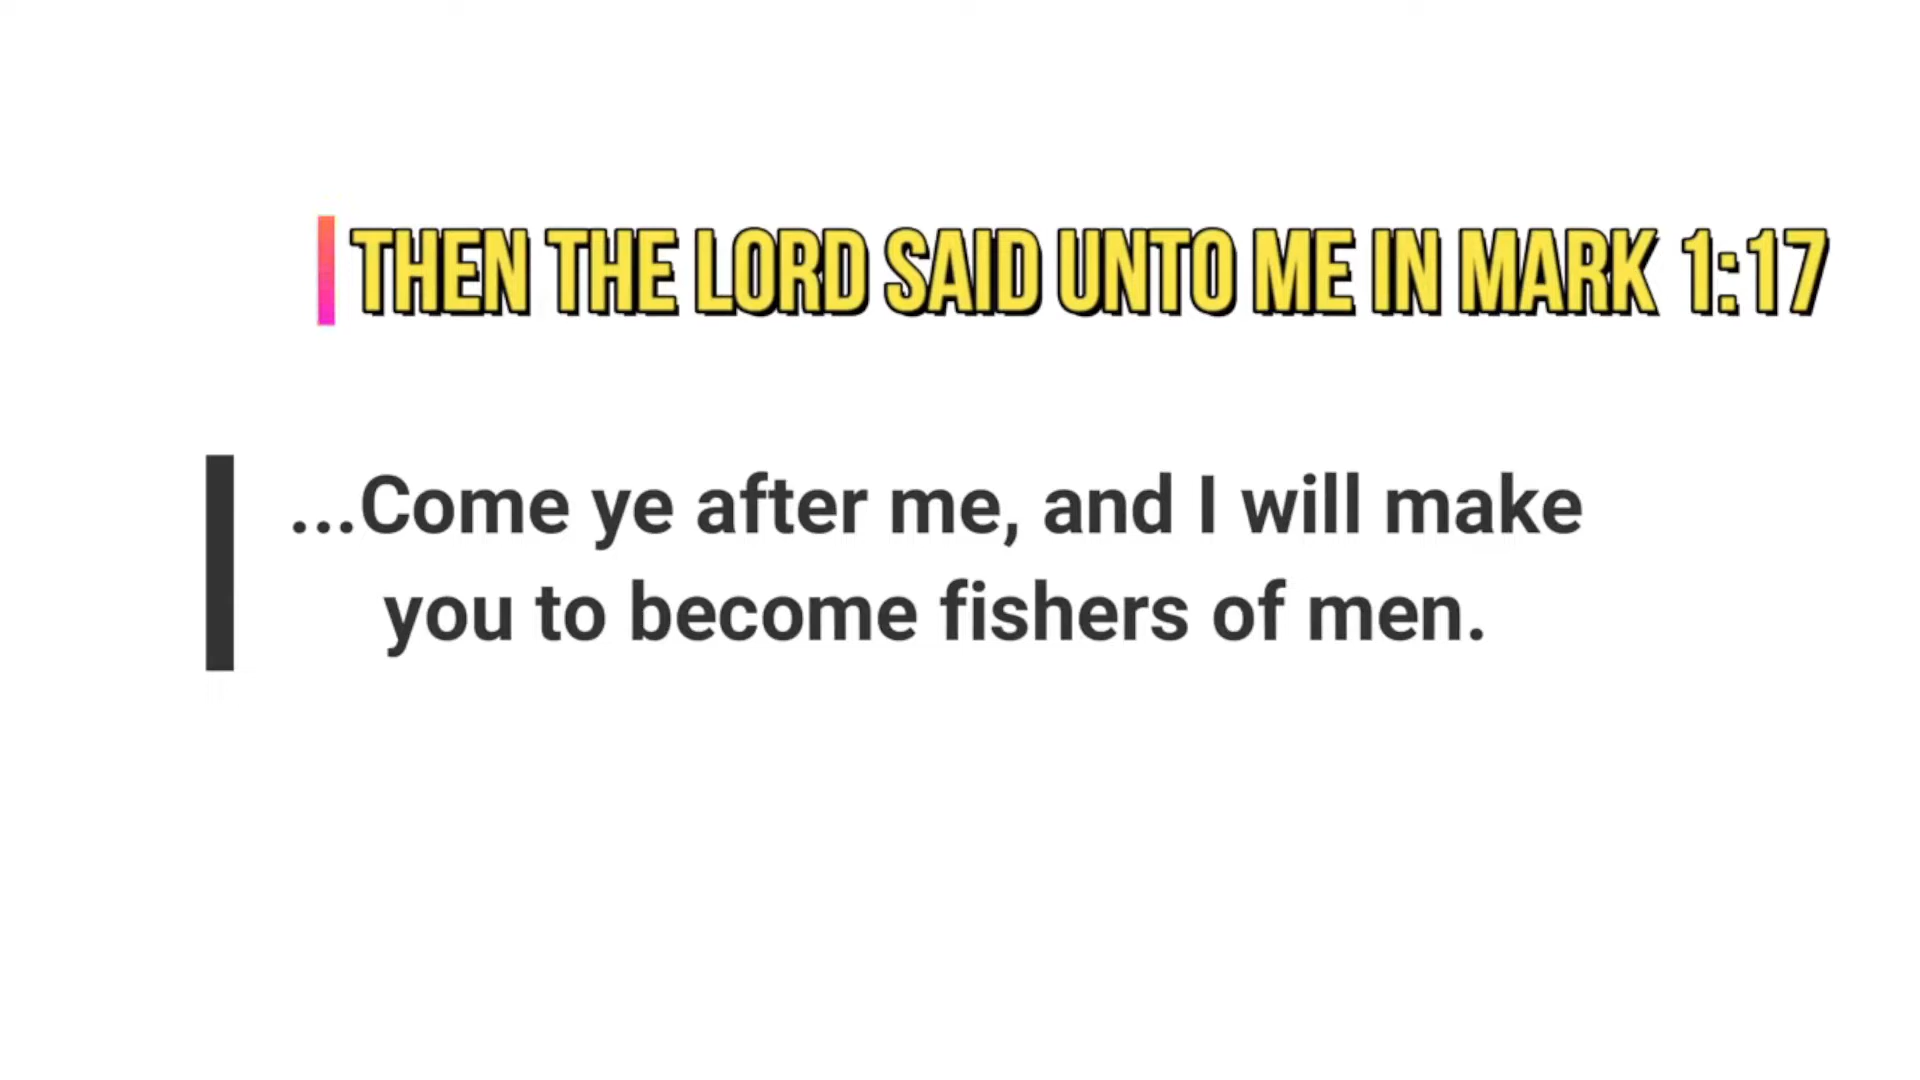 THEN THE LORD SAID UNTO ME IN MARK 1:17
...Come ye after me, and I will make
you to become fishers of men.